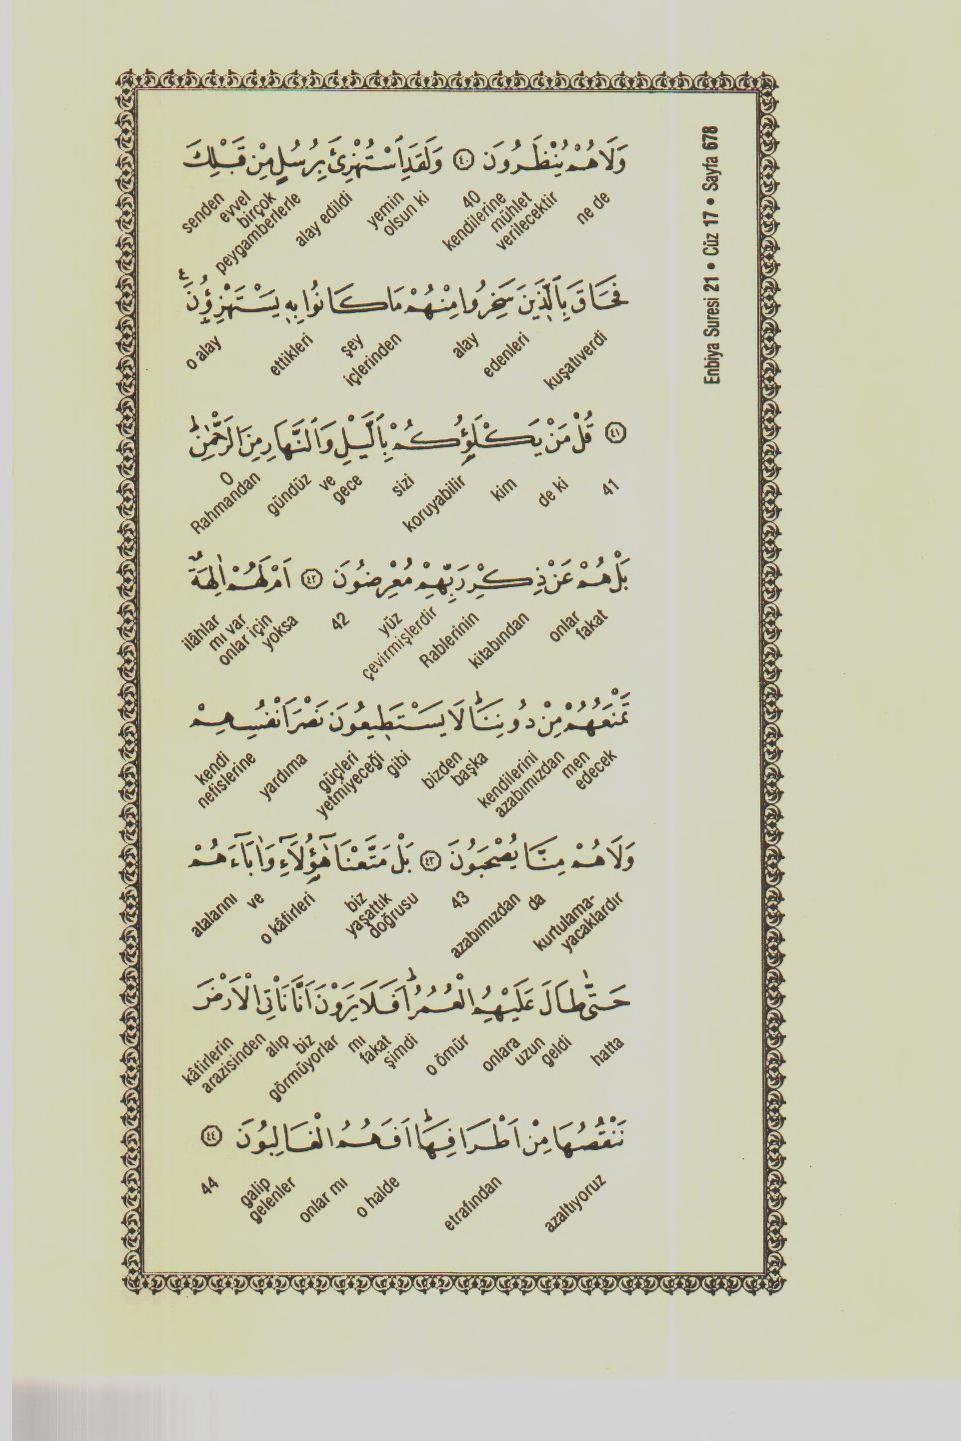 Enbiya Suresi 21 • Cüz 17 • Sayfa 678
وَلَا هُمْ يُنْظَرُونَ ﴿٤٠﴾ وَلَقَدِ اسْتُهْزِئَ بِرُسُلٍ مِنْ قَبْلِكَ
ne de kendilerine mühlet verilecektir 40 yemin olsun ki alay edildi birçok peygamberlerle evvel senden
فَحَاقَ بِالَّذِينَ سَخِرُوا مِنْهُمْ مَا كَانُوا بِهِ يَسْتَهْزِؤُنَ ع
kuşatıverdi edenleri alay içlerinden şey ettikleri o alay
﴿٤١﴾ قُلْ مَنْ يَكْلَؤُكُمْ بِالَّيْلِ وَالنَّهَارِ مِنَ الرَّحْمٰنِۜ
41 de ki kim koruyabilir sizi gece ve gündüz O Rahmandan
بَلْ هُمْ عَنْ ذِكْرِ رَبِّهِمْ مُعْرِضُونَ ﴿٤٢﴾ اَمْ لَهُمْ اٰلِهَةٌ
fakat onlar kitabından Rablerinin yüz çevirmişlerdir 42 yoksa onlar için mı var ilâhlar
تَمْنَعُهُمْ مِنْ دُونِنَاۜ لَا يَسْتَطِيعُونَ نَصْرَ اَنْفُسِهِمْ
men edecek kendilerini azabımızdan bizden başka gibi güçleri yetmiyeceği yardıma kendi nefislerine
وَلَا هُمْ مِنَّا يُصْحَبُونَ ﴿٤٣﴾ بَلْ مَتَّعْنَا هٰٓؤُلَٓاءِ وَاٰبَٓاءَهُمْ
kurtulama- yacaklardır da azabımızdan 43 doğrusu biz yaşattık o kâfirleri ve atalarını
حَتّٰى طَالَ عَلَيْهِمُ الْعُمُرُۜ اَفَلَا يَرَوْنَ اَنَّا نَأْتِي الْاَرْضَ
hatta uzun geldi onlara o ömür şimdi fakat mı görmüyorlar biz alıp kâfirlerin arazisinden
نَنْقُصُهَا مِنْ اَطْرَافِهَاۜ اَفَهُمُ الْغَالِبُونَ ﴿٤٤﴾
azaltıyoruz etrafından o halde onlar mı galip gelenler 44